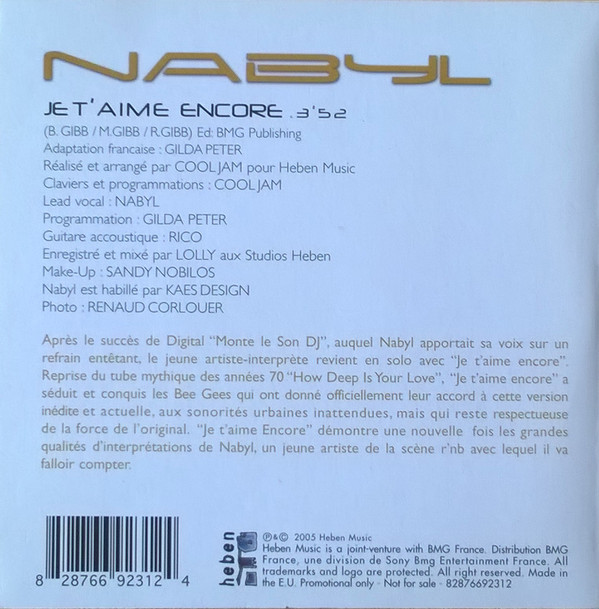 NABYL
JE T'AIME ENCORE . 3'52
(B. GIBB / M.GIBB / R.GIBB) Ed: BMG Publishing
Adaptation francaise : GILDA PETER
Réalisé et arrangé par COOL JAM pour Heben Music
Claviers et programmations : COOL JAM
Lead vocal : NABYL
Programmation : GILDA PETER
Guitare accoustique : RICO
Enregistré et mixé par LOLLY aux Studios Heben
Make-Up : SANDY NOBILOS
Nabyl est habillé par KAES DESIGN
Photo : RENAUD CORLOUER
Après le succès de Digital "Monte le Son DJ", auquel Nabyl apportait sa voix sur un
refrain entêtant, le jeune artiste-interprète revient en solo avec "Je t'aime encore".
Reprise du tube mythique des années 70 "How Deep Is Your Love", "Je t'aime encore" a
séduit et conquis les Bee Gees qui ont donné officiellement leur accord à cette version
inédite et actuelle, aux sonorités urbaines inattendues, mais qui reste respectueuse
de la force de l'original. "Je t'aime Encore" démontre une nouvelle fois les grandes
qualités d'interprétations de Nabyl, un jeune artiste de la scène r'nb avec lequel il va
falloir compter.
8 28766 92312 4
heben
℗&© 2005 Heben Music
Heben Music is a joint-venture with BMG France. Distribution BMG
France, une division de Sony Bmg Entertainment France. All
trademarks and logo are protected. All right reserved. Made in
the E.U. Promotional only · Not for sale · 82876692312